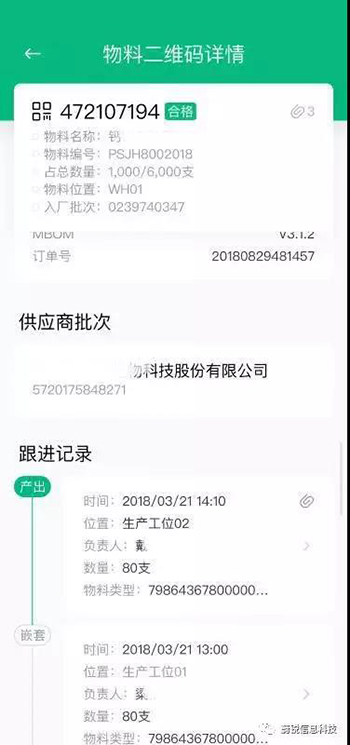 物料二维码详情
472107194 合格 3
物料名称：钙
物料编号：PSJH8002018
占总数量：1,000/6,000支
物料位置：WH01
入厂批次：0239740347
MBOM V3.1.2
订单号 20180829481457
供应商批次
物科技股份有限公司
5720175848271
跟进记录
产出
时间：2018/03/21 14:10
位置：生产工位02
负责人：戴
数量：80支
物料类型：79864367800000...
嵌套
时间：2018/03/21 13:00
位置：生产工位01
负责人：
数量：80支
物料类型：79864367800000...
信息科技